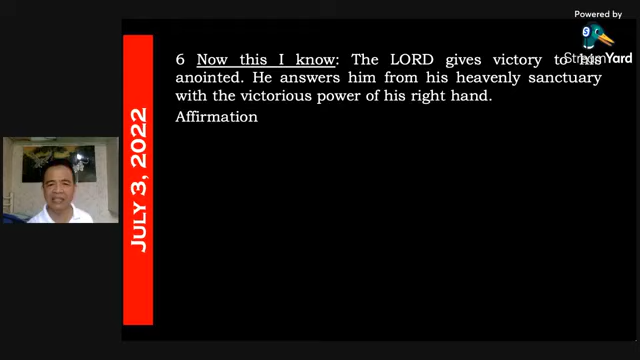 Powered by
StreamYard
6 Now this I know: The LORD gives victory to his
anointed. He answers him from his heavenly sanctuary
with the victorious power of his right hand.
Affirmation
JULY 3, 2022